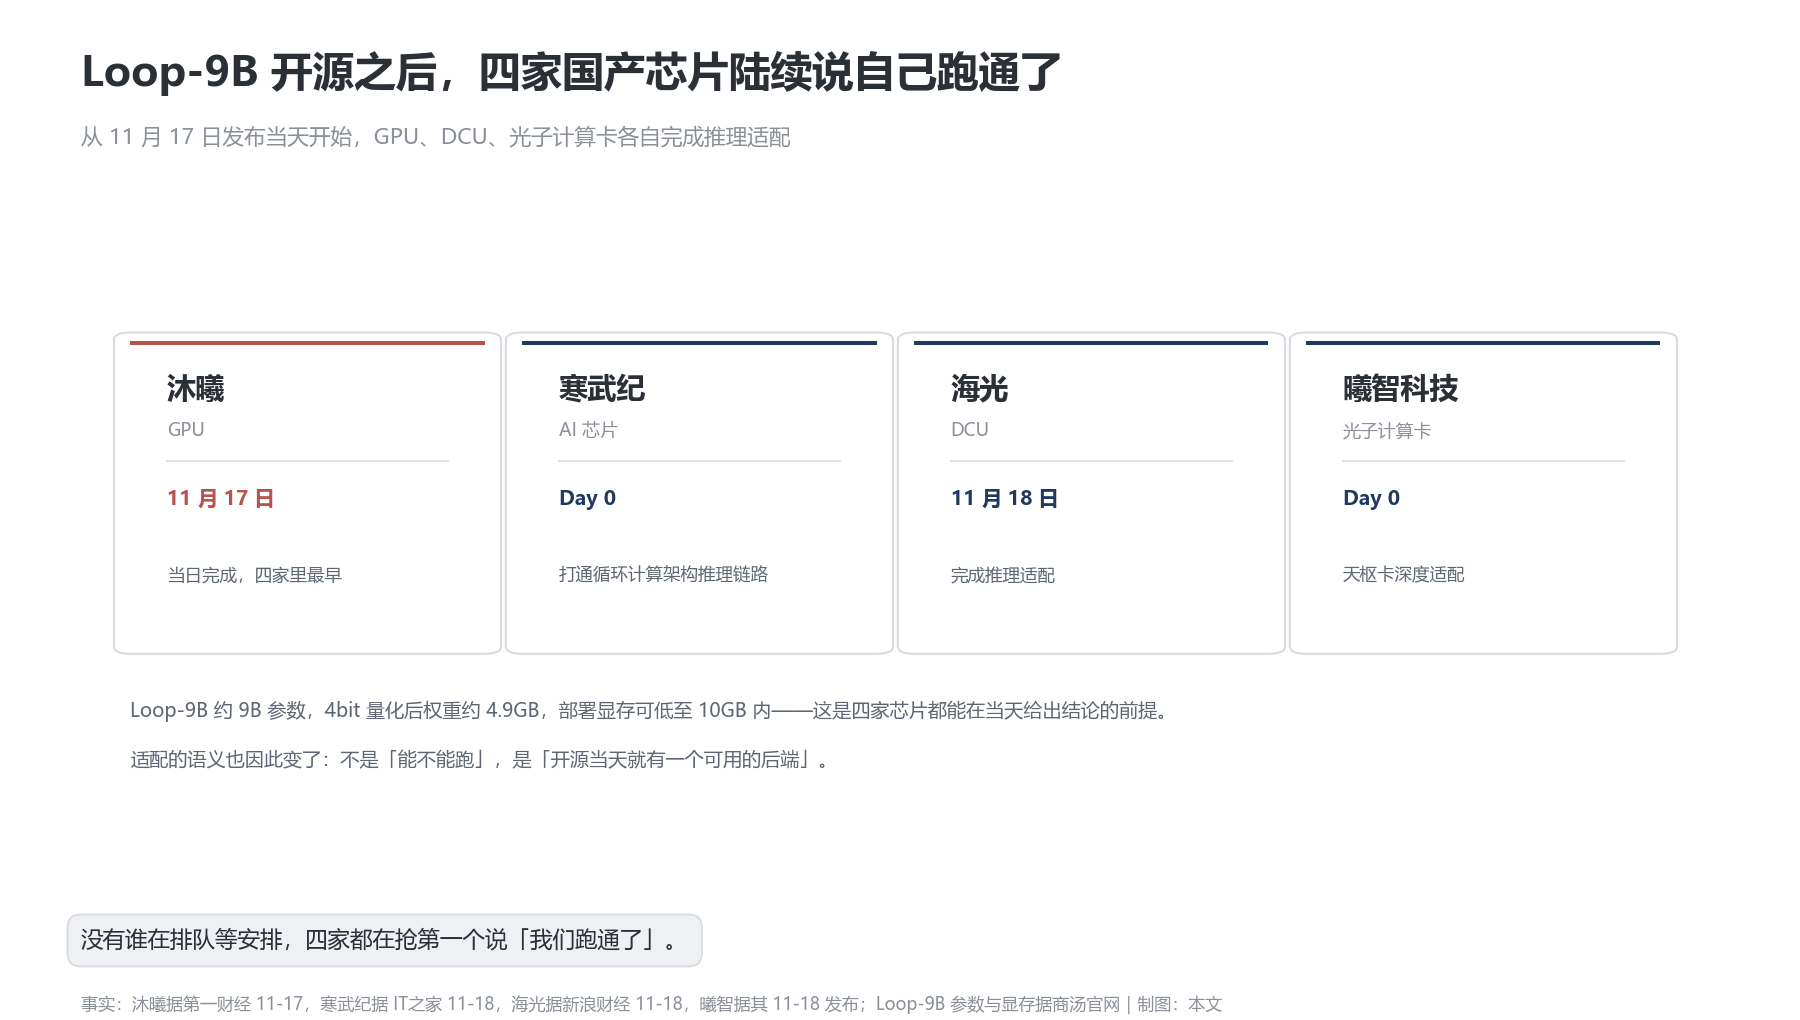 Loop-9B 开源之后，四家国产芯片陆续说自己跑通了
从 11 月 17 日发布当天开始，GPU、DCU、光子计算卡各自完成推理适配
沐曦
GPU
11 月 17 日
当日完成，四家里最早
寒武纪
AI 芯片
Day 0
打通循环计算架构推理链路
海光
DCU
11 月 18 日
完成推理适配
曦智科技
光子计算卡
Day 0
天枢卡深度适配
Loop-9B 约 9B 参数，4bit 量化后权重约 4.9GB，部署显存可低至 10GB 内——这是四家芯片都能在当天给出结论的前提。
适配的语义也因此变了：不是「能不能跑」，是「开源当天就有一个可用的后端」。
没有谁在排队等安排，四家都在抢第一个说「我们跑通了」。
事实：沐曦据第一财经 11-17，寒武纪据 IT之家 11-18，海光据新浪财经 11-18，曦智据其 11-18 发布；Loop-9B 参数与显存据商汤官网 | 制图：本文